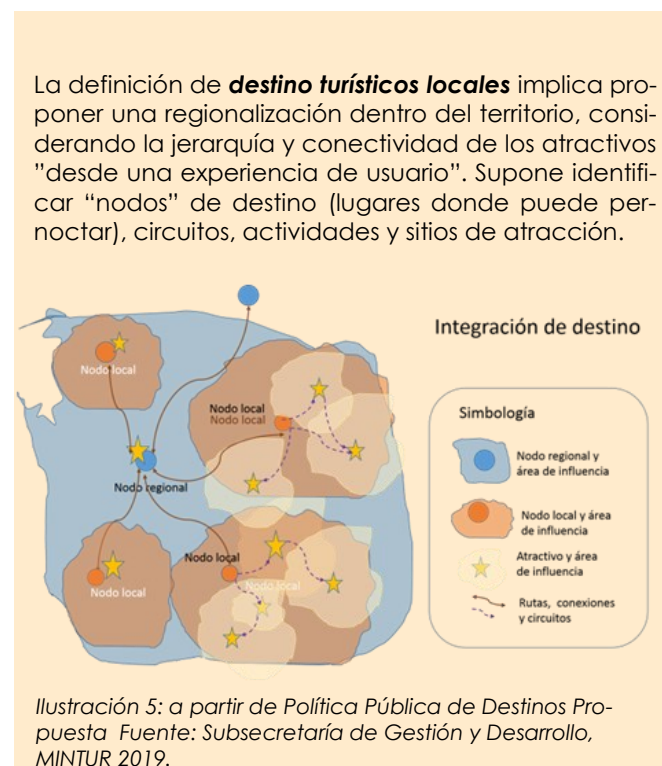 La definición de destino turísticos locales implica pro-
poner una regionalización dentro del territorio, consi-
derando la jerarquía y conectividad de los atractivos
”desde una experiencia de usuario”. Supone identifi-
car “nodos” de destino (lugares donde puede per-
noctar), circuitos, actividades y sitios de atracción.
Integración de destino
Nodo local
Nodo local
Nodo local
Nodo regional
Nodo local
Nodo local
Nodo local
Simbología
Nodo regional y
área de influencia
Nodo local y área
de influencia
Atractivo y área
de influencia
Rutas, conexiones
y circuitos
Ilustración 5: a partir de Política Pública de Destinos Pro-
puesta Fuente: Subsecretaría de Gestión y Desarrollo,
MINTUR 2019.